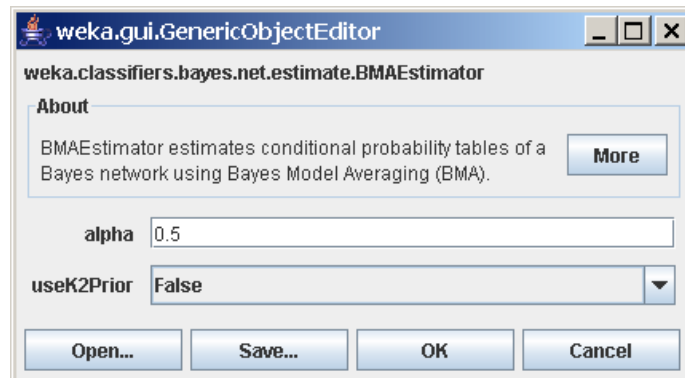 weka.gui.GenericObjectEditor
weka.classifiers.bayes.net.estimate.BMAEstimator
About
BMAEstimator estimates conditional probability tables of a
Bayes network using Bayes Model Averaging (BMA).
More
alpha 0.5
useK2Prior False
Open... Save... OK Cancel